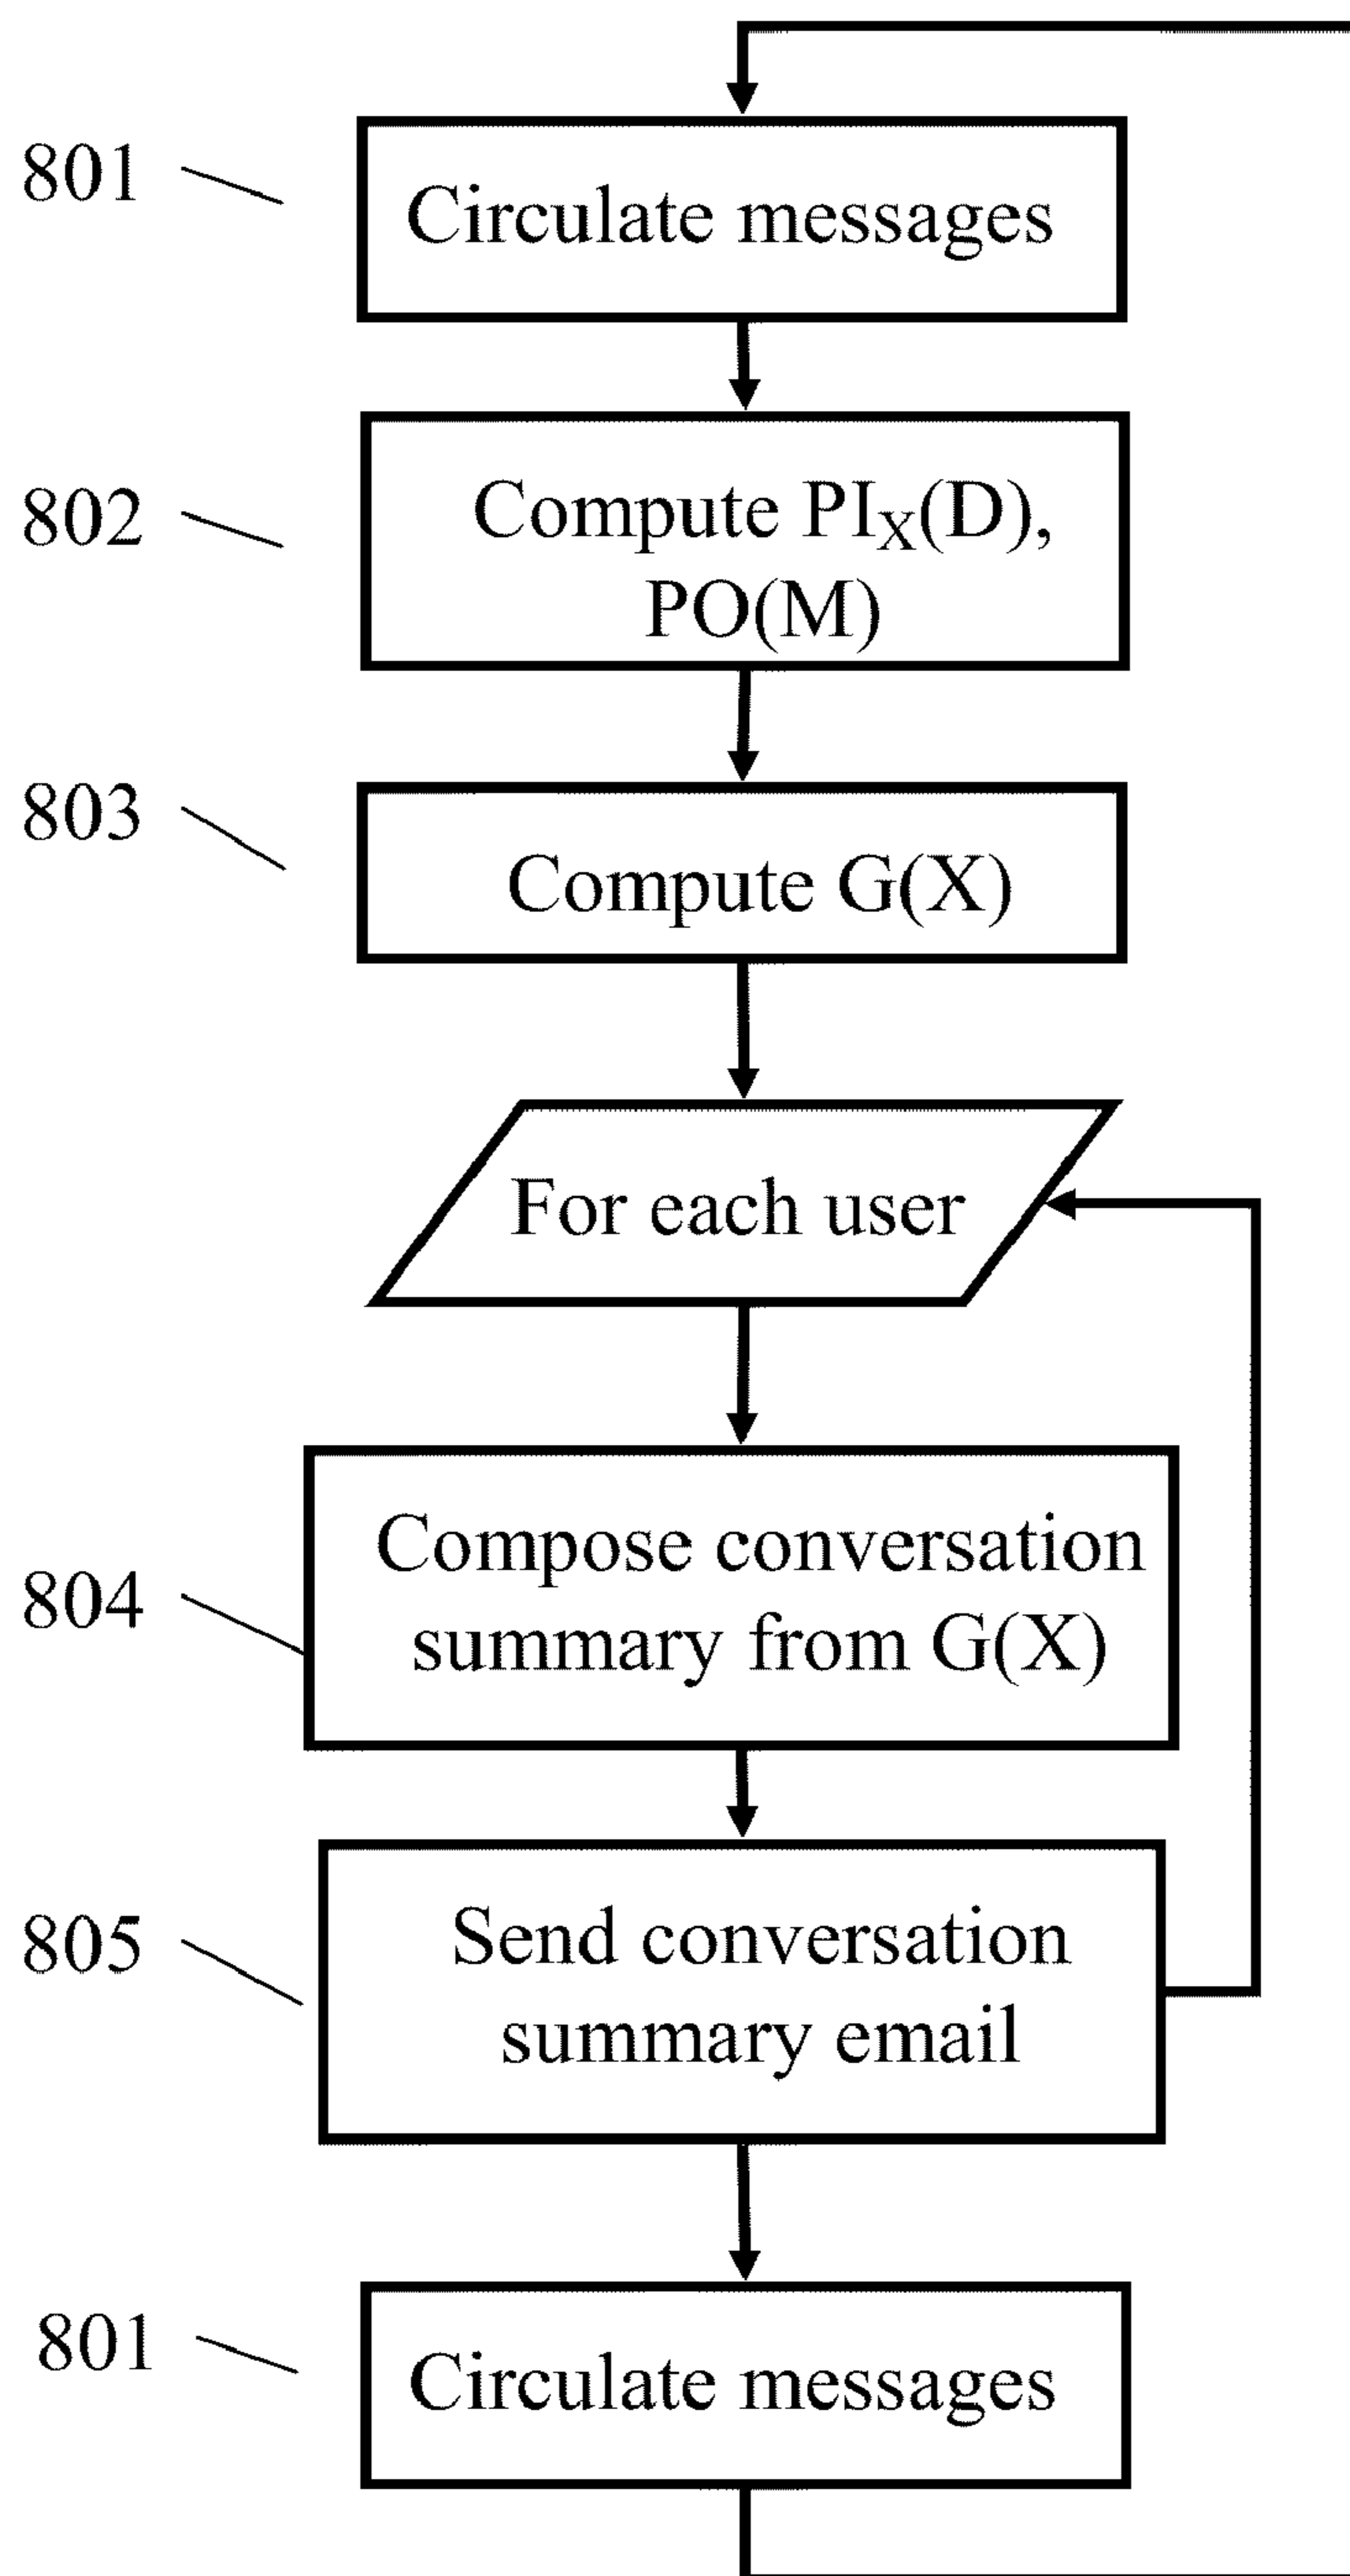 801
Circulate messages
802
Compute PIX(D),
PO(M)
803
Compute G(X)
For each user
804
Compose conversation
summary from G(X)
805
Send conversation
summary email
801
Circulate messages